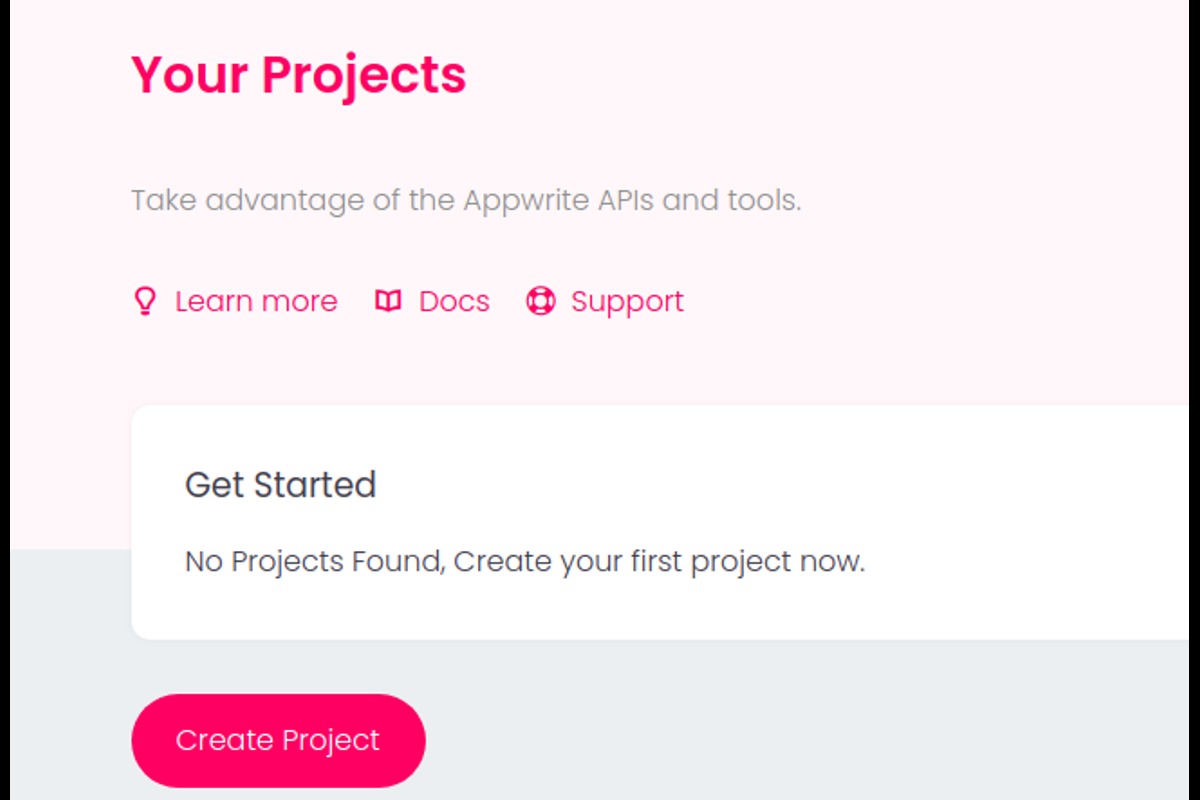 Your Projects
Take advantage of the Appwrite APIs and tools.
Learn more Docs Support
Get Started
No Projects Found, Create your first project now.
Create Project